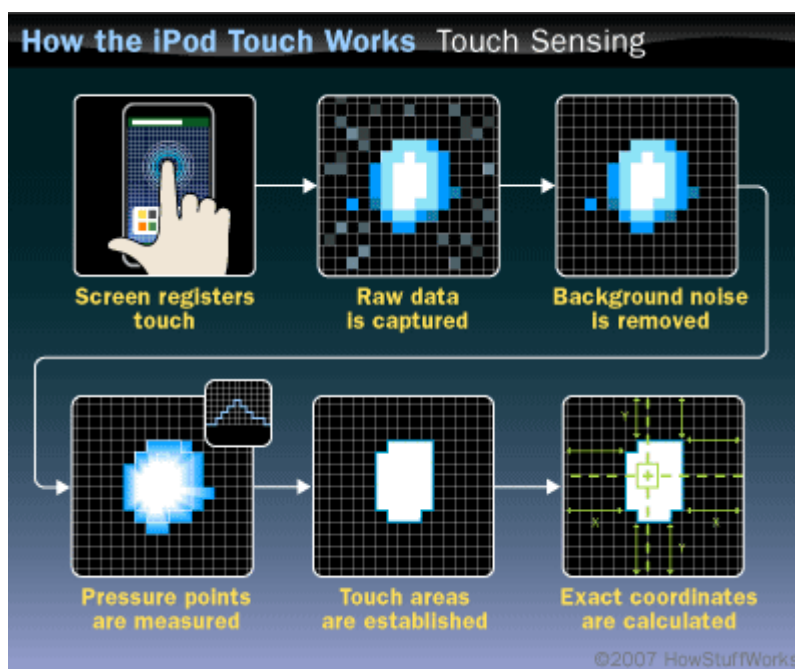 How the iPod Touch Works Touch Sensing
Screen registers
touch
Raw data
is captured
Background noise
is removed
Pressure points
are measured
Touch areas
are established
Exact coordinates
are calculated
Y
X
X
Y
©2007 HowStuffWorks